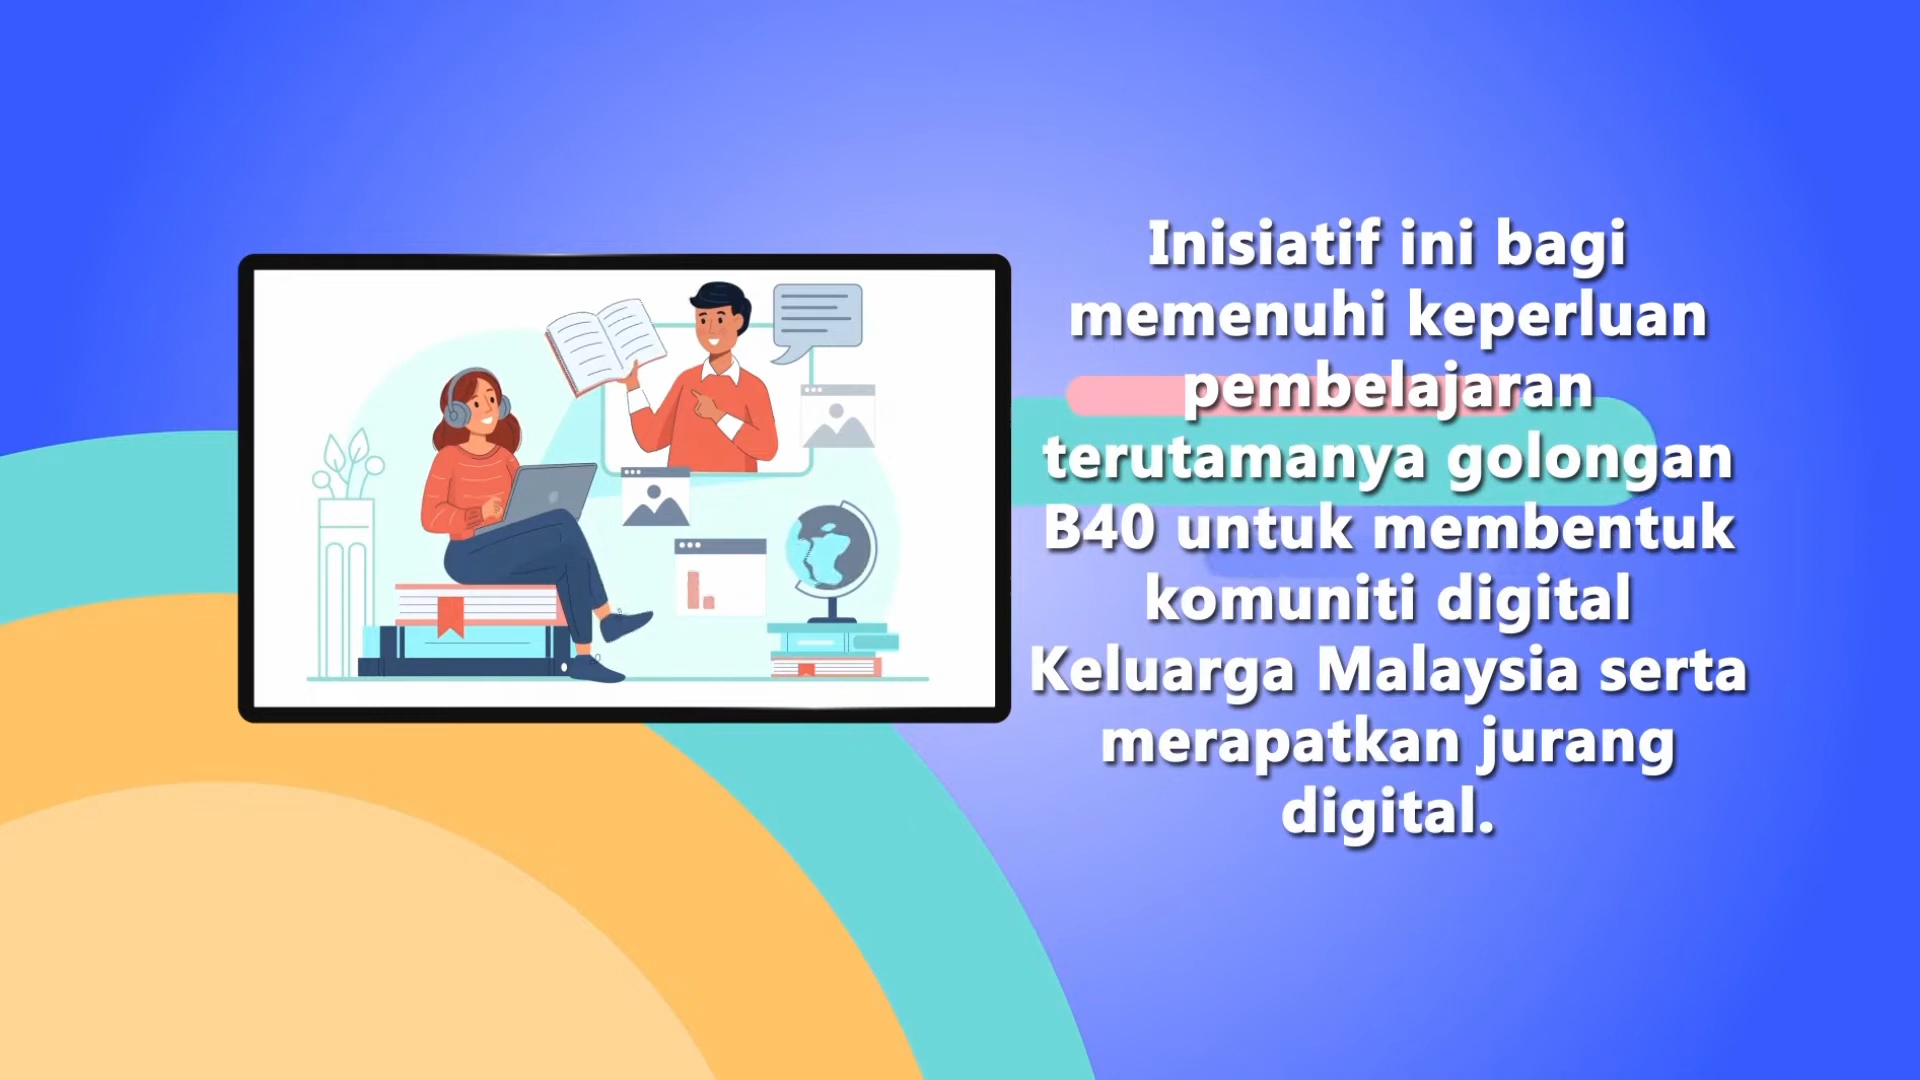 Inisiatif ini bagi
memenuhi keperluan
pembelajaran
terutamanya golongan
B40 untuk membentuk
komuniti digital
Keluarga Malaysia serta
merapatkan jurang
digital.